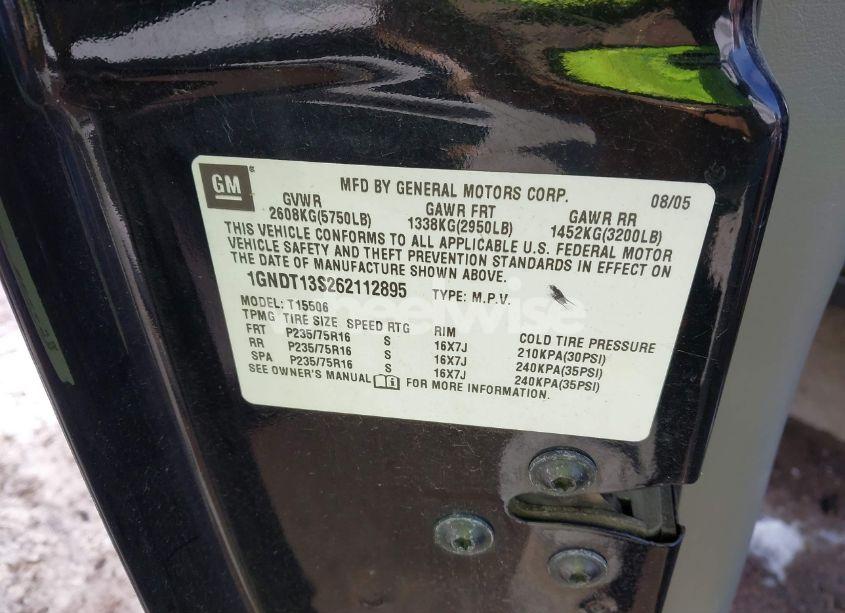 GM ®
MFD BY GENERAL MOTORS CORP. 08/05
GVWR GAWR FRT GAWR RR
2608KG(5750LB) 1338KG(2950LB) 1452KG(3200LB)
THIS VEHICLE CONFORMS TO ALL APPLICABLE U.S. FEDERAL MOTOR
VEHICLE SAFETY AND THEFT PREVENTION STANDARDS IN EFFECT ON
THE DATE OF MANUFACTURE SHOWN ABOVE.
1GNDT13S262112895 TYPE: M.P.V.
MODEL: T15506
TPMG TIRE SIZE SPEED RTG RIM COLD TIRE PRESSURE
FRT P235/75R16 S 16X7J 210KPA(30PSI)
RR P235/75R16 S 16X7J 240KPA(35PSI)
SPA P235/75R16 S 16X7J 240KPA(35PSI)
SEE OWNER'S MANUAL FOR MORE INFORMATION.
wheelwise